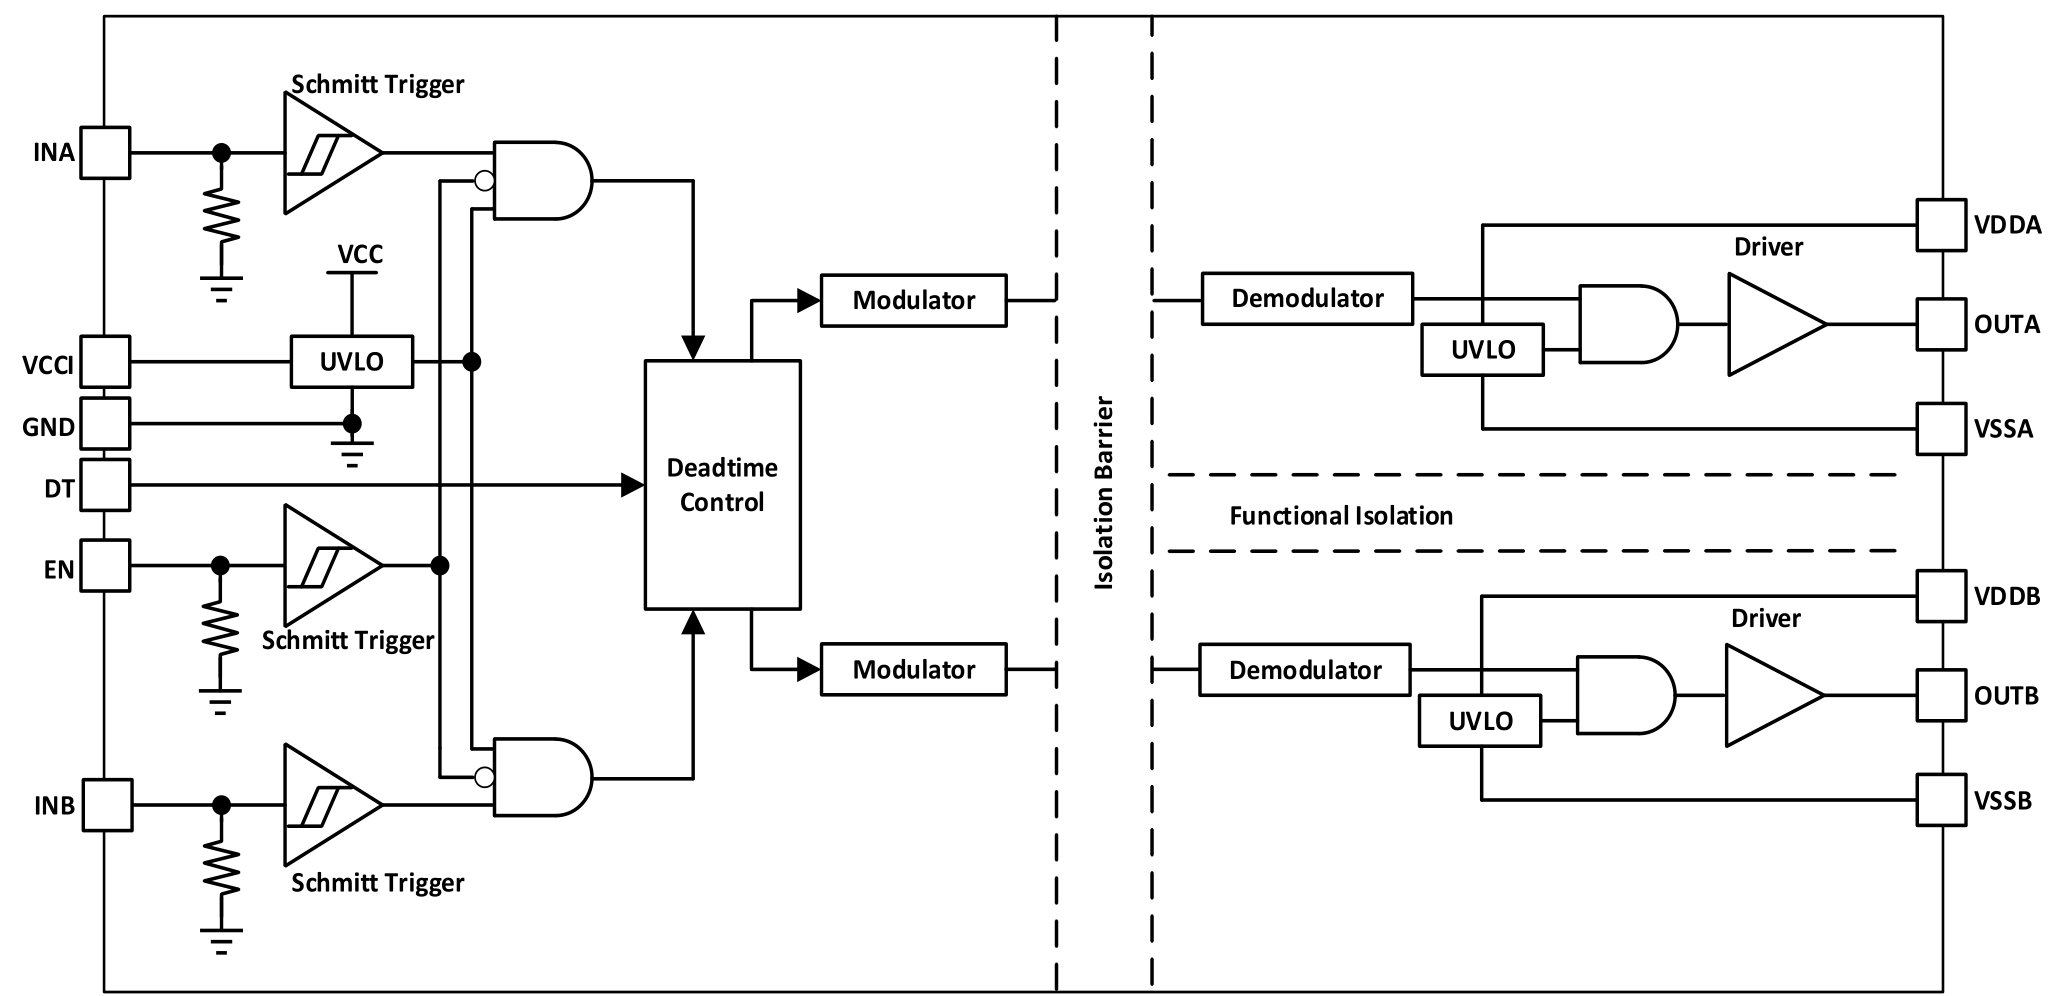 Schmitt Trigger
INA
VCC
VCCI
UVLO
GND
DT
EN
Schmitt Trigger
INB
Schmitt Trigger
Deadtime
Control
Modulator
Modulator
Isolation Barrier
Demodulator
UVLO
Driver
VDDA
OUTA
VSSA
Functional Isolation
Demodulator
UVLO
Driver
VDDB
OUTB
VSSB